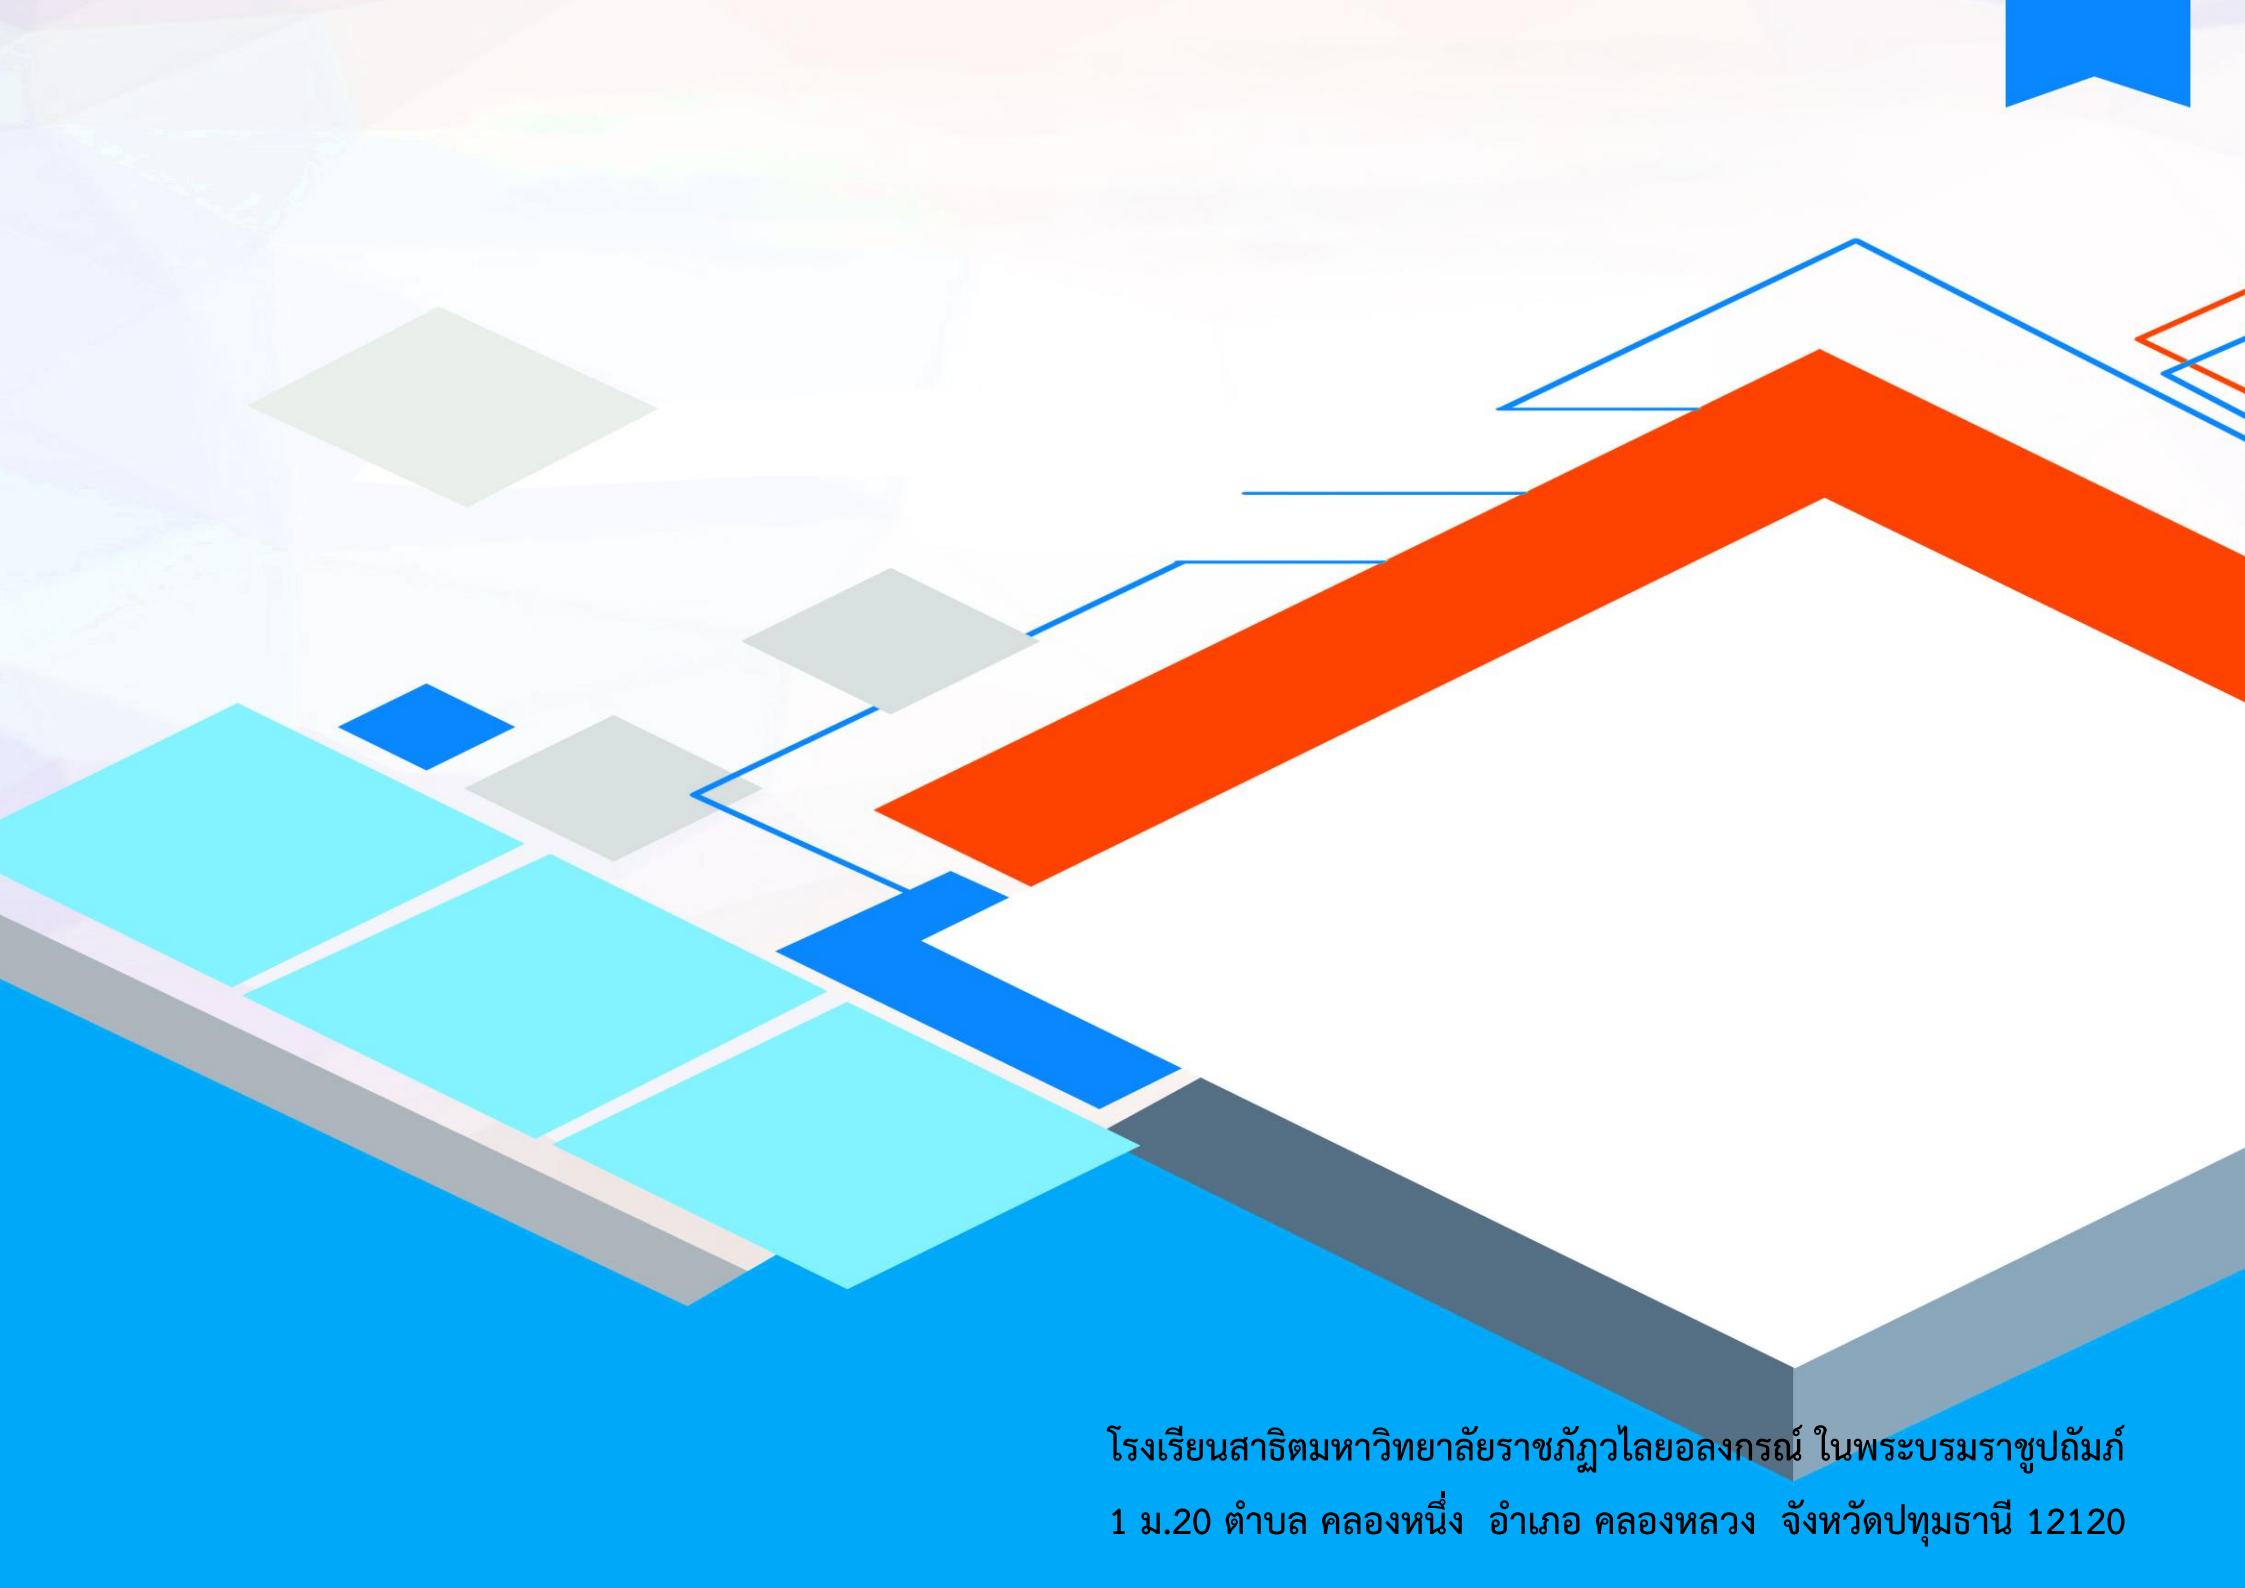 โรงเรียนสาธิตมหาวิทยาลัยราชภัฏวไลยอลงกรณ์ ในพระบรมราชูปถัมภ์
1 ม.20 ตำบล คลองหนึ่ง อำเภอ คลองหลวง จังหวัดปทุมธานี 12120